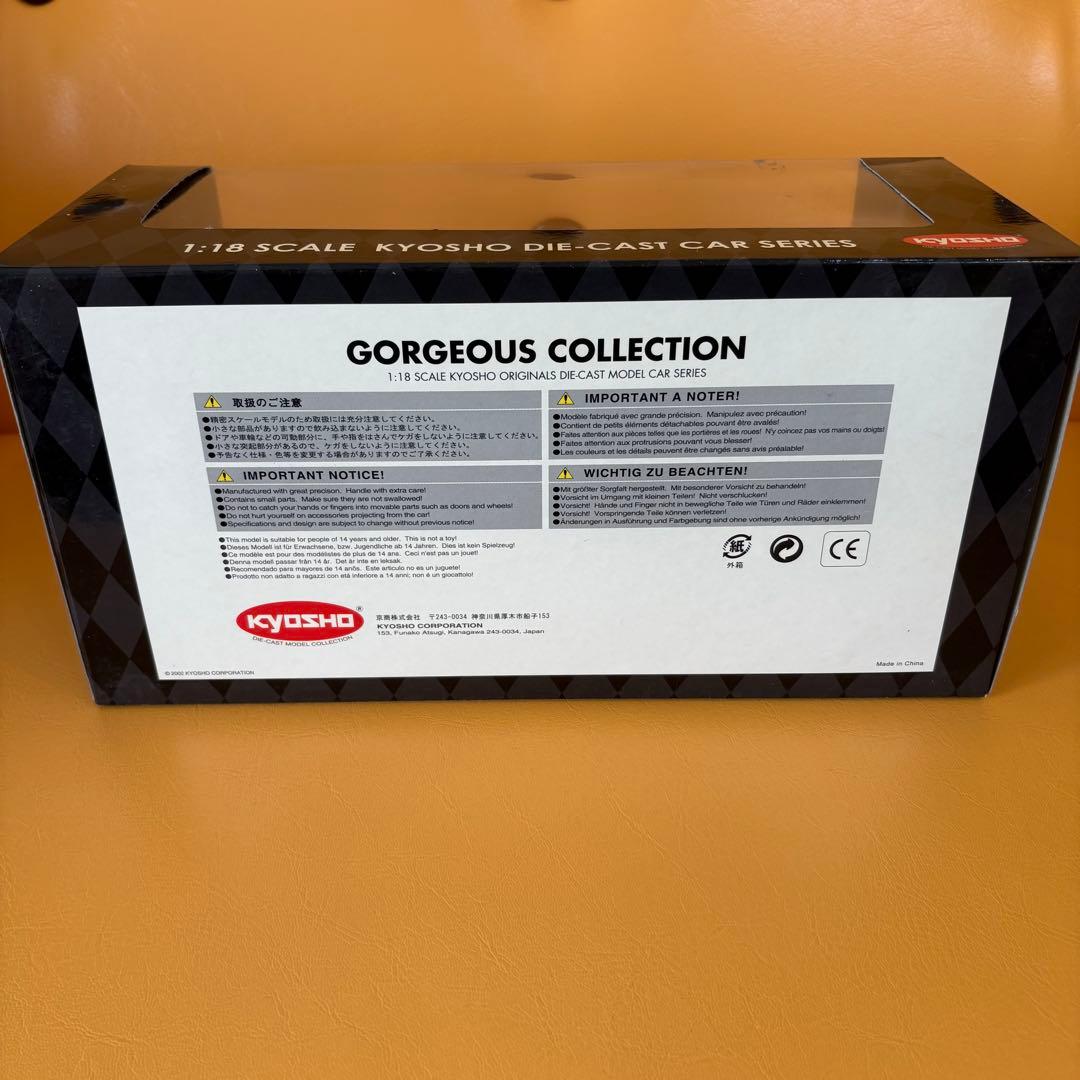 1:18 SCALE KYOSHO DIE-CAST CAR SERIES
KYOSHO
GORGEOUS COLLECTION
1:18 SCALE KYOSHO ORIGINALS DIE-CAST MODEL CAR SERIES
取扱のご注意
●精密スケールモデルのため取扱には充分注意してください。
●小さな部品がありますので飲み込まないように注意してください。
●ドアや車輪などの可動部分に、手や指をはさんでケガをしないように注意してください。
●小さな突起部分があるので、ケガをしないように注意してください。
●予告なく仕様・色等を変更する場合がありますのでご了承ください。
IMPORTANT A NOTER!
●Modèle fabriqué avec grande précision. Manipulez avec précaution!
●Contient de petits éléments détachables pouvant être avalés!
●Faites attention aux pièces telles que les portières et les roues! N'y coincez pas vos mains ou doigts!
●Faites attention aux protrusions pouvant vous blesser!
●Les couleurs et les détails peuvent être changés sans avis préalable!
IMPORTANT NOTICE!
●Manufactured with great precison. Handle with extra care!
●Contains small parts. Make sure they are not swallowed!
●Do not to catch your hands or fingers into movable parts such as doors and wheels!
●Do not hurt yourself on accessories projecting from the car!
●Specifications and design are subject to change without previous notice!
WICHTIG ZU BEACHTEN!
●Mit größter Sorgfalt hergestellt. Mit besonderer Vorsicht zu behandeln!
●Vorsicht im Umgang mit kleinen Teilen! Nicht verschlucken!
●Vorsicht! Hände und Finger nicht in bewegliche Teile wie Türen und Räder einklemmen!
●Vorsicht! Vorspringende Teile können verletzen!
●Änderungen in Ausführung und Farbgebung sind ohne vorherige Ankündigung möglich!
●This model is suitable for people of 14 years and older. This is not a toy!
●Dieses Modell ist für Erwachsene, bzw. Jugendliche ab 14 Jahren. Dies ist kein Spielzeug!
●Ce modèle est pour des modélistes de plus de 14 ans. Ceci n'est pas un jouet!
●Denna modell passar från 14 år. Det är inte en leksak.
●Recomendado para mayores de 14 anős. Este articulo no es un juguete!
●Prodotto non adatto a ragazzi con età inferiore a 14 anni; non é un giocattolo!
紙
外箱
CE
KYOSHO®
DIE-CAST MODEL COLLECTION
京商株式会社 〒243-0034 神奈川県厚木市船子153
KYOSHO CORPORATION
153, Funako Atsugi, Kanagawa 243-0034, Japan
© 2002 KYOSHO CORPORATION
Made in China